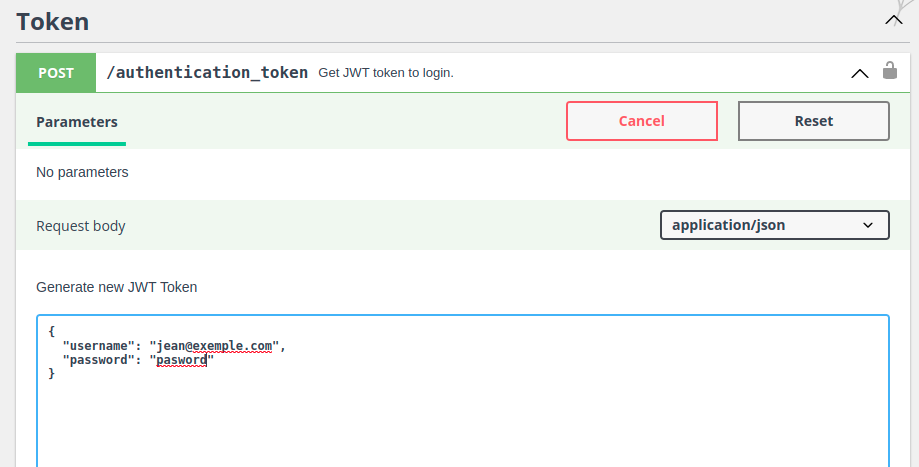 Token
POST /authentication_token Get JWT token to login.
Parameters Cancel Reset
No parameters
Request body application/json
Generate new JWT Token
{
  "username": "jean@exemple.com",
  "password": "pasword"
}